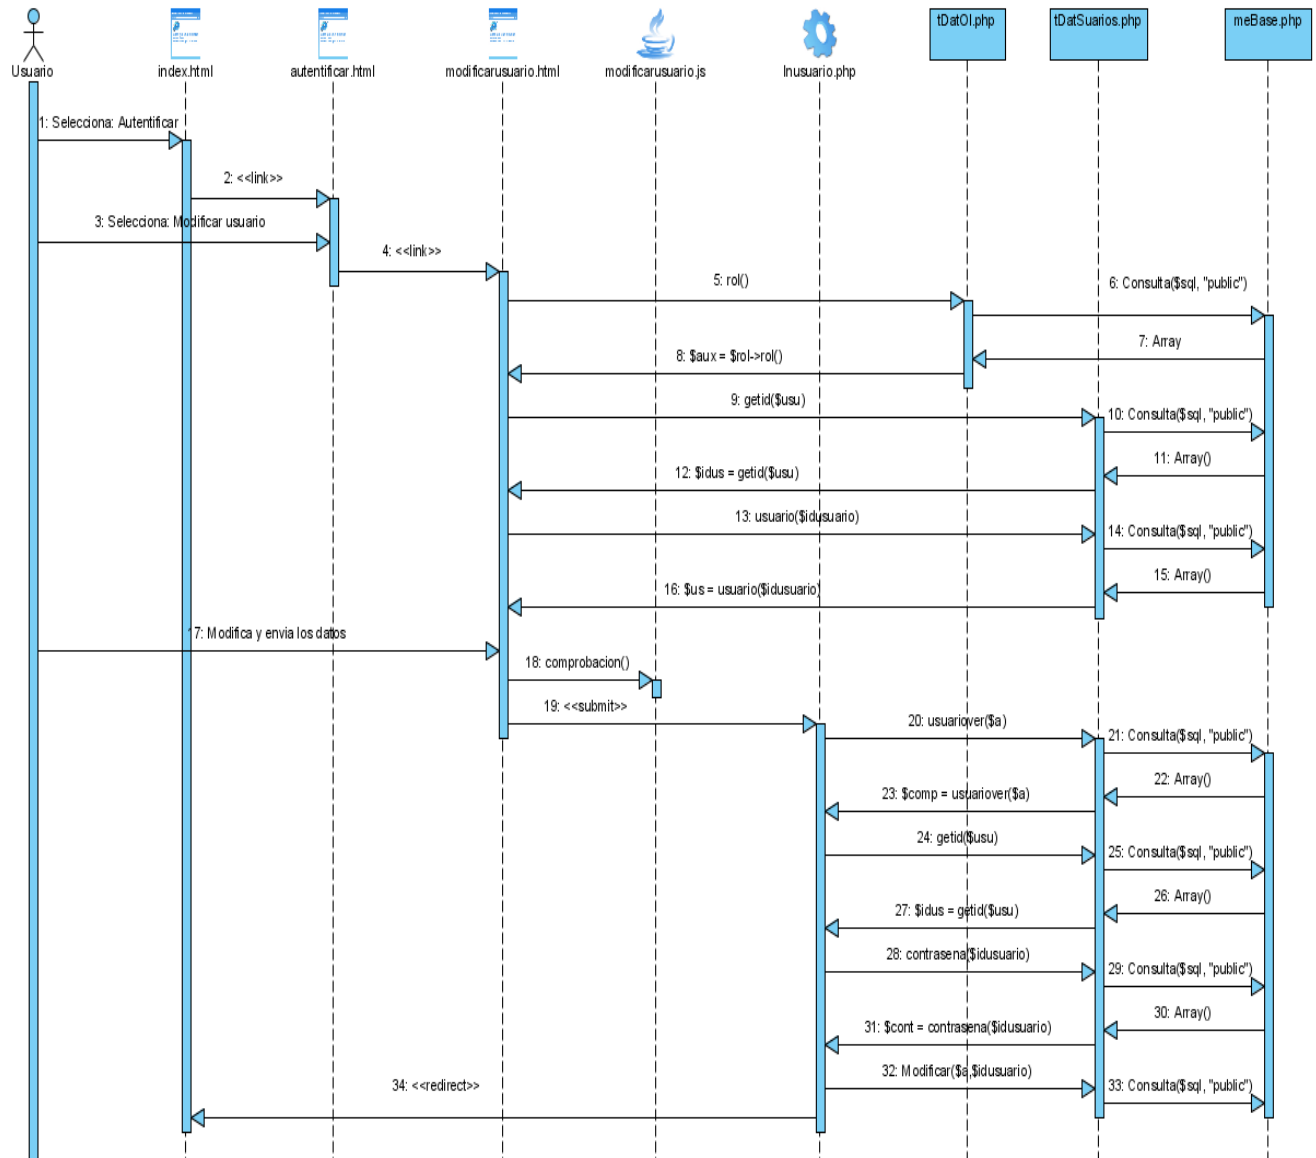 tDatOl.php
tDatSuarios.php
meBase.php
Usuario
index.html
autentificar.html
modificarusuario.html
modificarusuario.js
Inusuario.php
1: Selecciona: Autentificar
2: <<link>>
3: Selecciona: Modificar usuario
4: <<link>>
5: rol()
6: Consulta($sql, "public")
7: Array
8: $aux = $rol->rol()
9: getid($usu)
10: Consulta($sql, "public")
11: Array()
12: $idus = getid($usu)
13: usuario($idusuario)
14: Consulta($sql, "public")
15: Array()
16: $us = usuario($idusuario)
17: Modifica y envia los datos
18: comprobacion()
19: <<submit>>
20: usuariover($a)
21: Consulta($sql, "public")
22: Array()
23: $comp = usuariover($a)
24: getid($usu)
25: Consulta($sql, "public")
26: Array()
27: $idus = getid($usu)
28: contrasena($idusuario)
29: Consulta($sql, "public")
30: Array()
31: $cont = contrasena($idusuario)
32: Modificar($a,$idusuario)
33: Consulta($sql, "public")
34: <<redirect>>